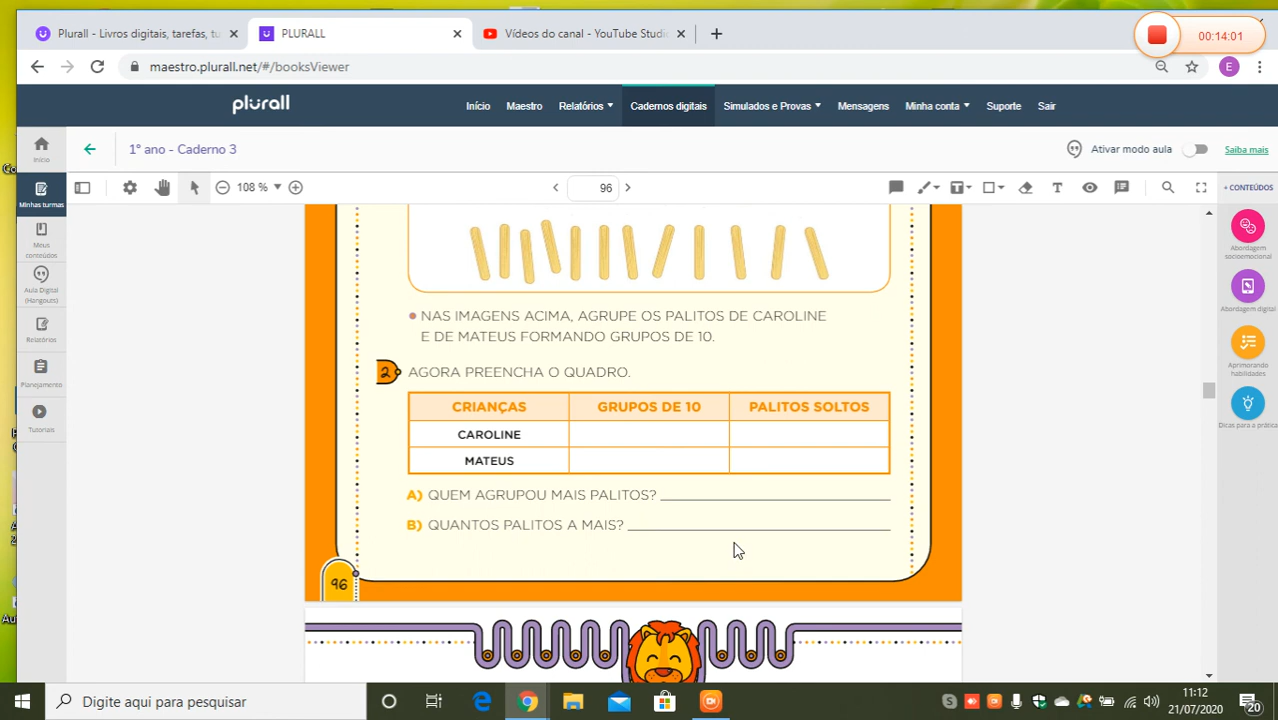 Plurall - Livros digitais, tarefas, tu
PLURALL
Vídeos do canal - YouTube Studio
00:14:01
maestro.plurall.net/#/booksViewer
E
plurall
Início
Maestro
Relatórios
Cadernos digitais
Simulados e Provas
Mensagens
Minha conta
Suporte
Sair
Início
1º ano - Caderno 3
Ativar modo aula
Saiba mais
108 %
96
+ CONTEÚDOS
Minhas turmas
Meus conteúdos
Aula Digital (Hangouts)
Relatórios
Planejamento
Tutoriais
Abordagem socioemocional
Abordagem digital
Aprimorando habilidades
Dicas para a prática
NAS IMAGENS ACIMA, AGRUPE OS PALITOS DE CAROLINE
E DE MATEUS FORMANDO GRUPOS DE 10.
2 AGORA PREENCHA O QUADRO.
CRIANÇAS GRUPOS DE 10 PALITOS SOLTOS
CAROLINE
MATEUS
A) QUEM AGRUPOU MAIS PALITOS?
B) QUANTOS PALITOS A MAIS?
96
Digite aqui para pesquisar
11:12
21/07/2020
20